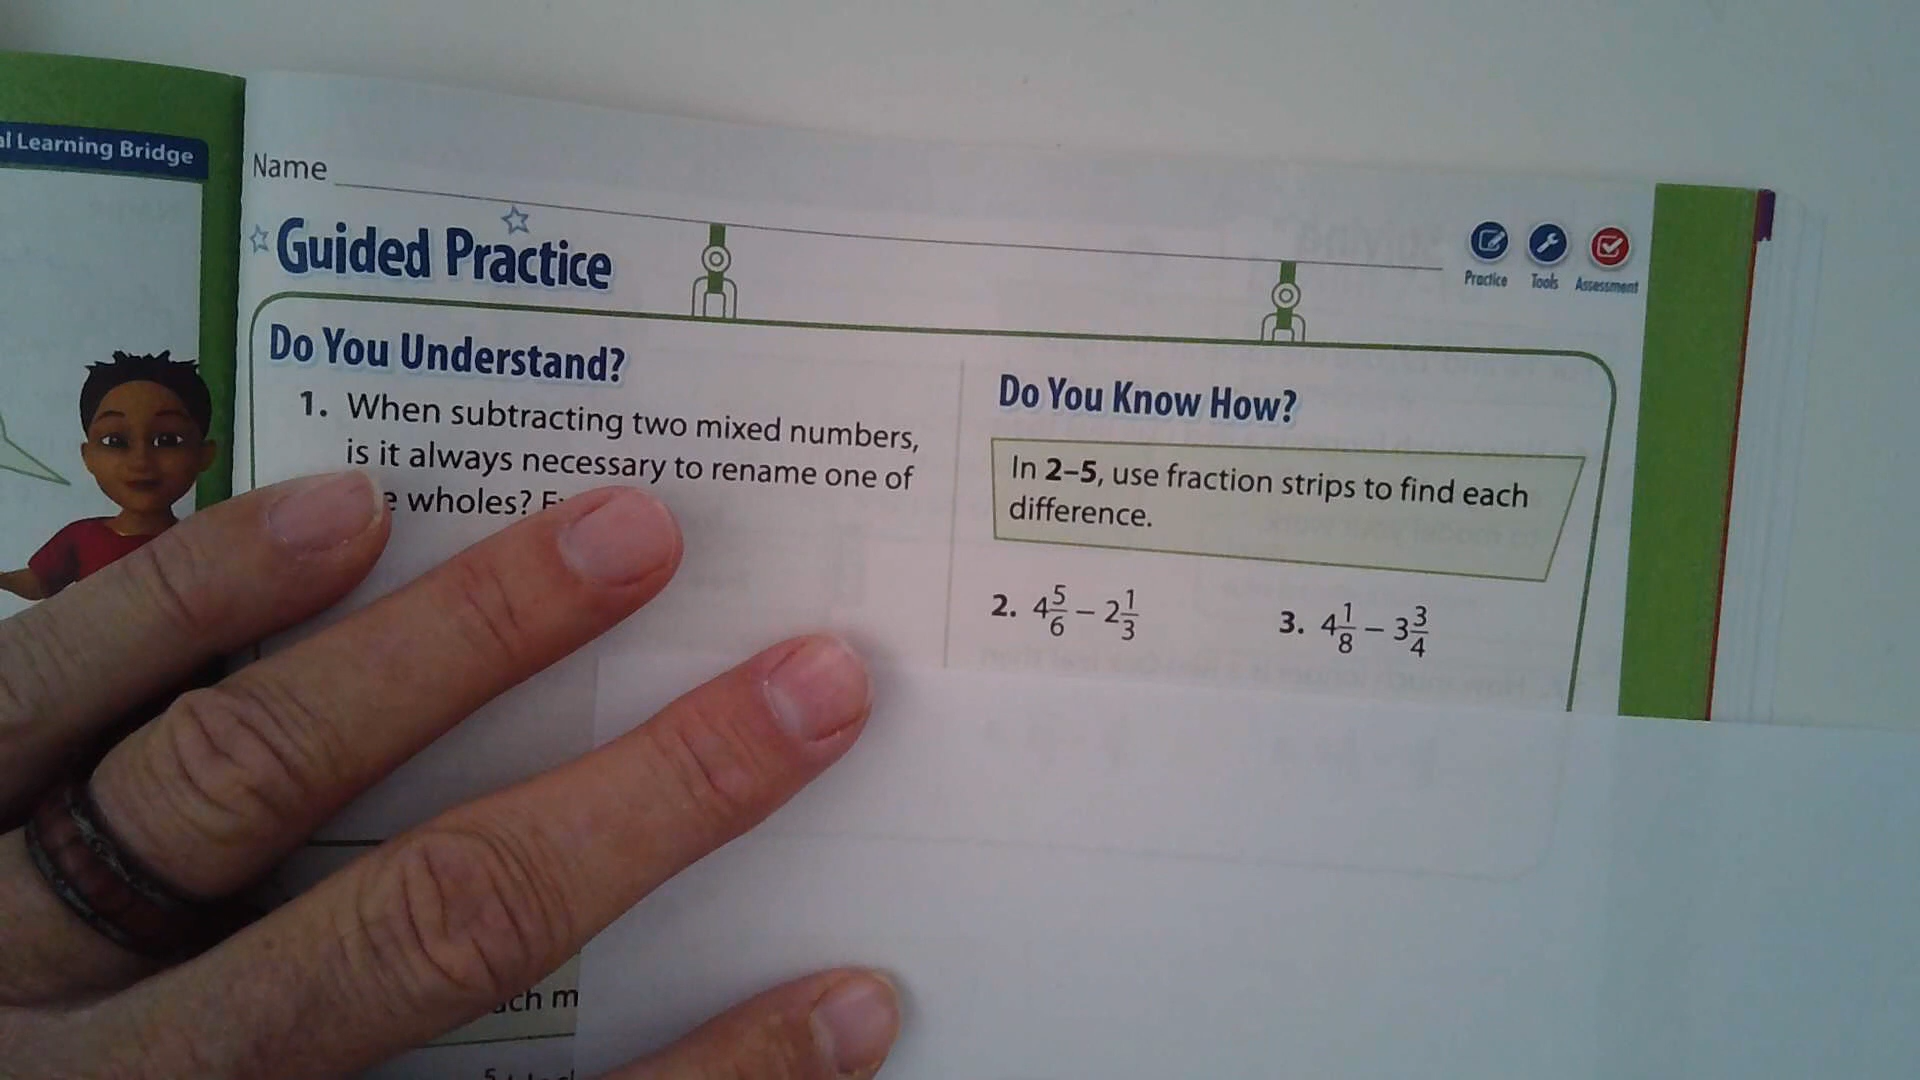 al Learning Bridge
Name
Guided Practice
Practice Tools Assessment
Do You Understand?
1. When subtracting two mixed numbers,
is it always necessary to rename one of
wholes?
Do You Know How?
In 2–5, use fraction strips to find each
difference.
2. 4 5/6 − 2 1/3
3. 4 1/8 − 3 3/4
ch m